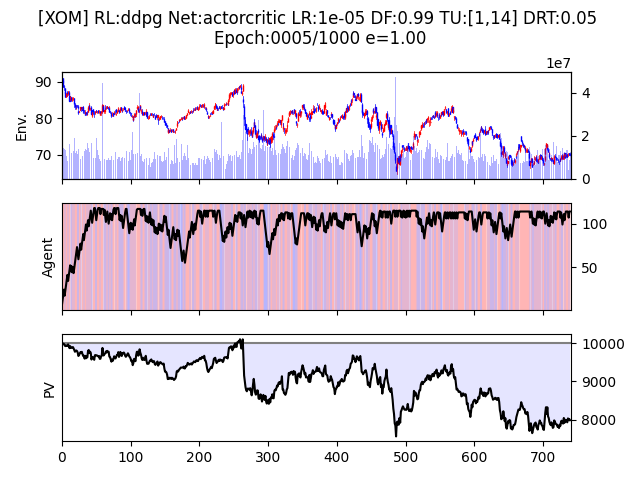 [XOM] RL:ddpg Net:actorcritic LR:1e-05 DF:0.99 TU:[1,14] DRT:0.05
Epoch:0005/1000 e=1.00
1e7
90
80
70
Env.
4
2
0
Agent
100
50
PV
10000
9000
8000
0 100 200 300 400 500 600 700